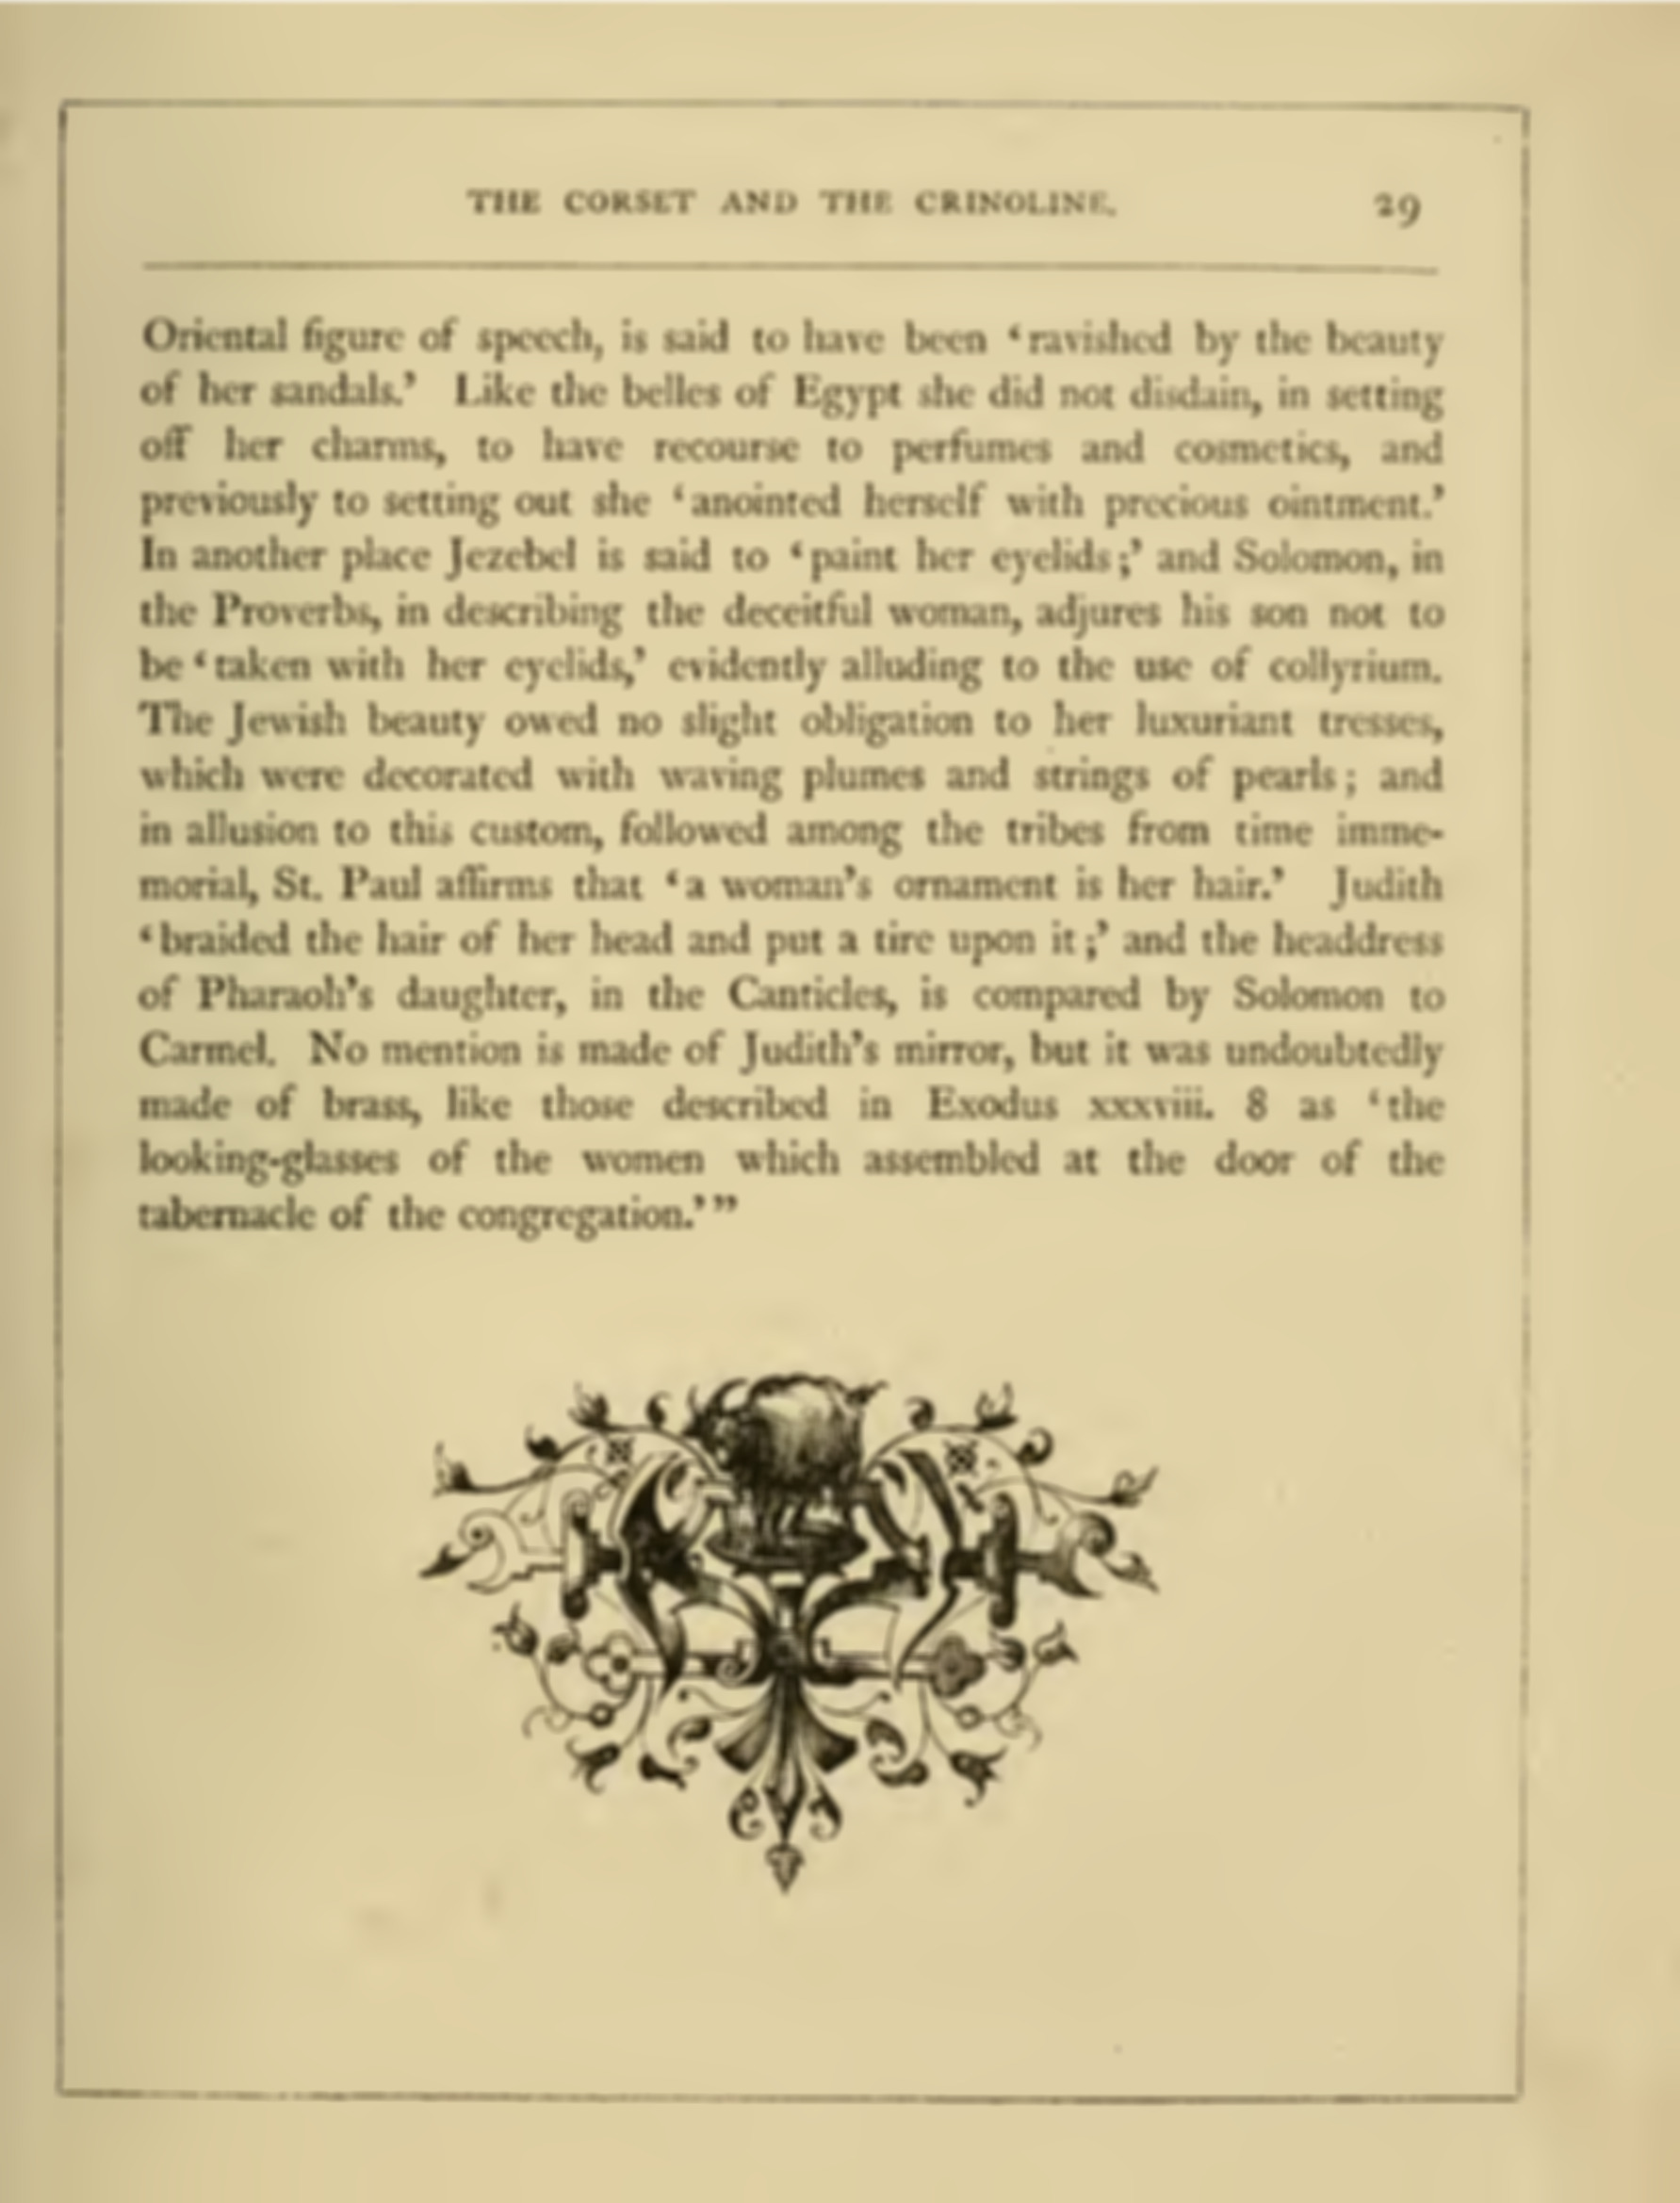 THE CORSET AND THE CRINOLINE. 29
Oriental figure of speech, is said to have been ‘ravished by the beauty
of her sandals.’ Like the belles of Egypt she did not disdain, in setting
off her charms, to have recourse to perfumes and cosmetics, and
previously to setting out she ‘anointed herself with precious ointment.’
In another place Jezebel is said to ‘paint her eyelids;’ and Solomon, in
the Proverbs, in describing the deceitful woman, adjures his son not to
be ‘taken with her eyelids,’ evidently alluding to the use of collyrium.
The Jewish beauty owed no slight obligation to her luxuriant tresses,
which were decorated with waving plumes and strings of pearls; and
in allusion to this custom, followed among the tribes from time imme-
morial, St. Paul affirms that ‘a woman’s ornament is her hair.’ Judith
‘braided the hair of her head and put a tire upon it;’ and the headdress
of Pharaoh’s daughter, in the Canticles, is compared by Solomon to
Carmel. No mention is made of Judith’s mirror, but it was undoubtedly
made of brass, like those described in Exodus xxxviii. 8 as ‘the
looking-glasses of the women which assembled at the door of the
tabernacle of the congregation.’”